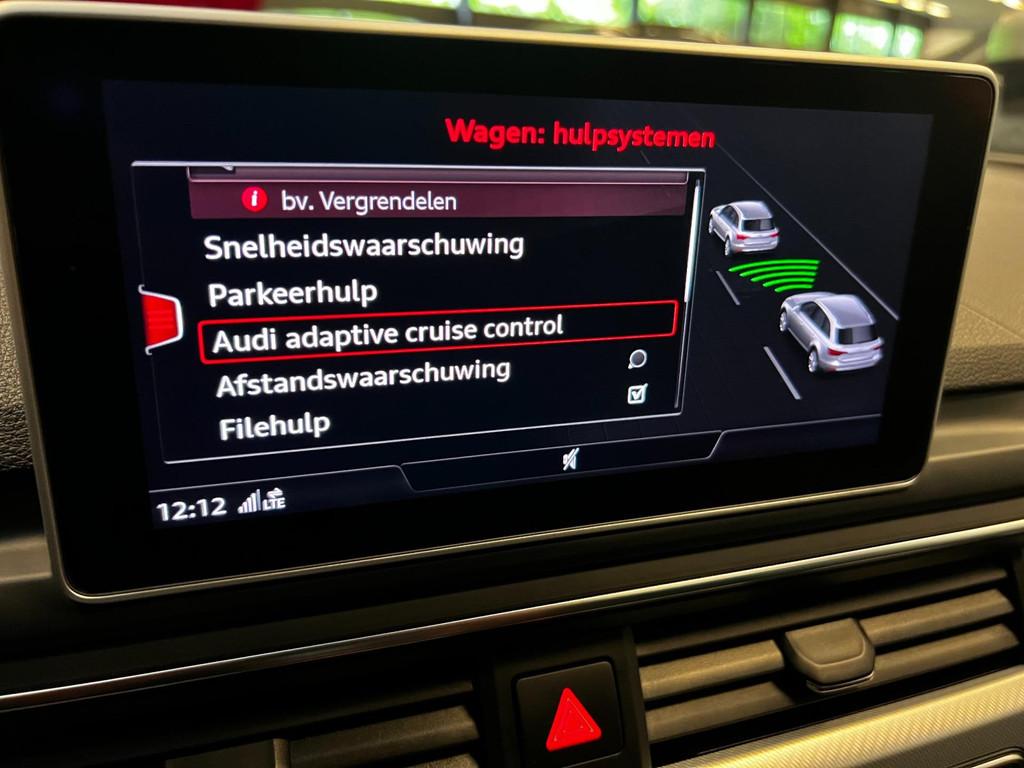 Wagen: hulpsystemen
i bv. Vergrendelen
Snelheidswaarschuwing
Parkeerhulp
Audi adaptive cruise control
Afstandswaarschuwing
Filehulp
12:12 LTE